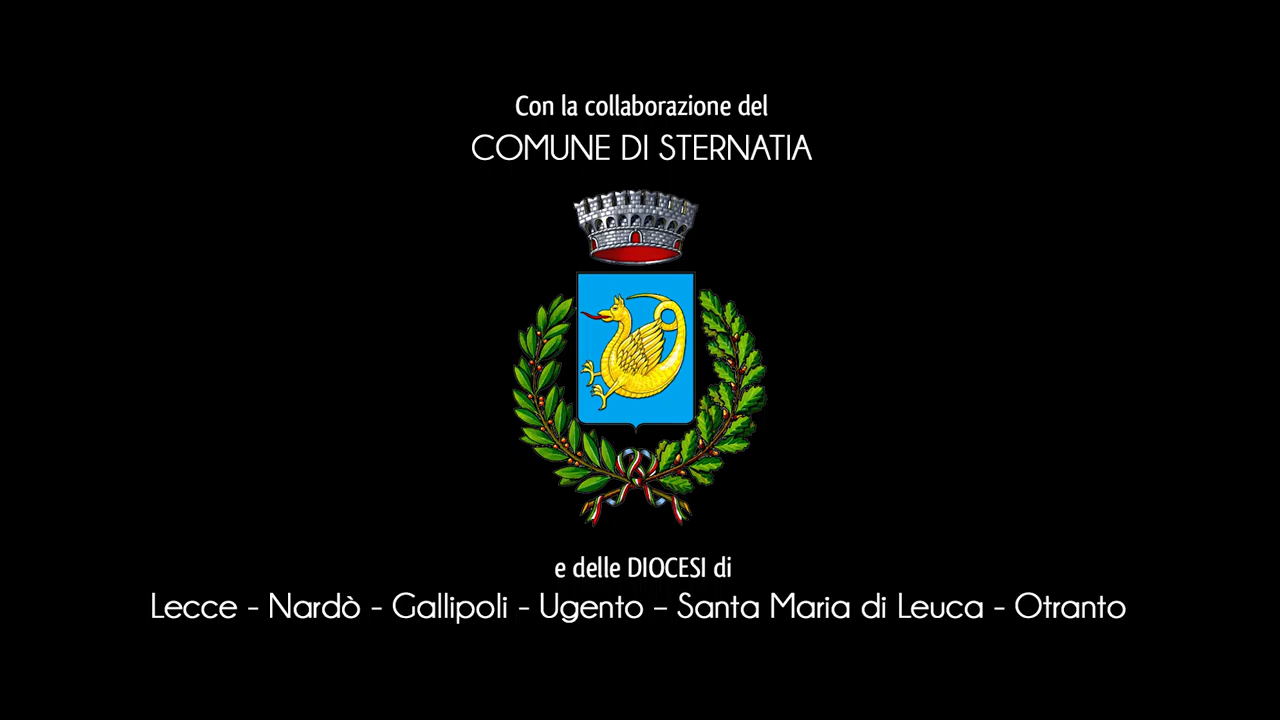 Con la collaborazione del
COMUNE DI STERNATIA
e delle DIOCESI di
Lecce - Nardò - Gallipoli - Ugento – Santa Maria di Leuca - Otranto